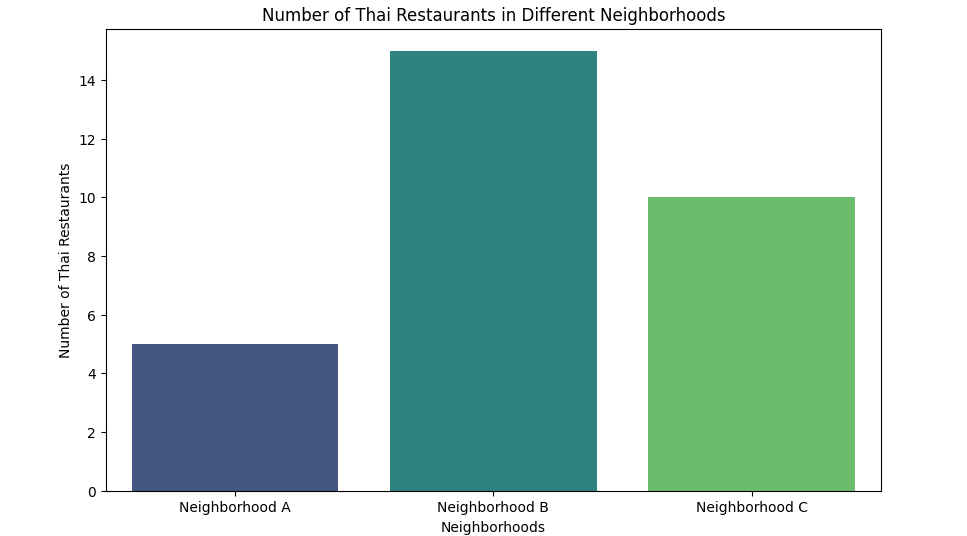 Number of Thai Restaurants in Different Neighborhoods
Number of Thai Restaurants
14
12
10
8
6
4
2
0
Neighborhood A
Neighborhood B
Neighborhood C
Neighborhoods